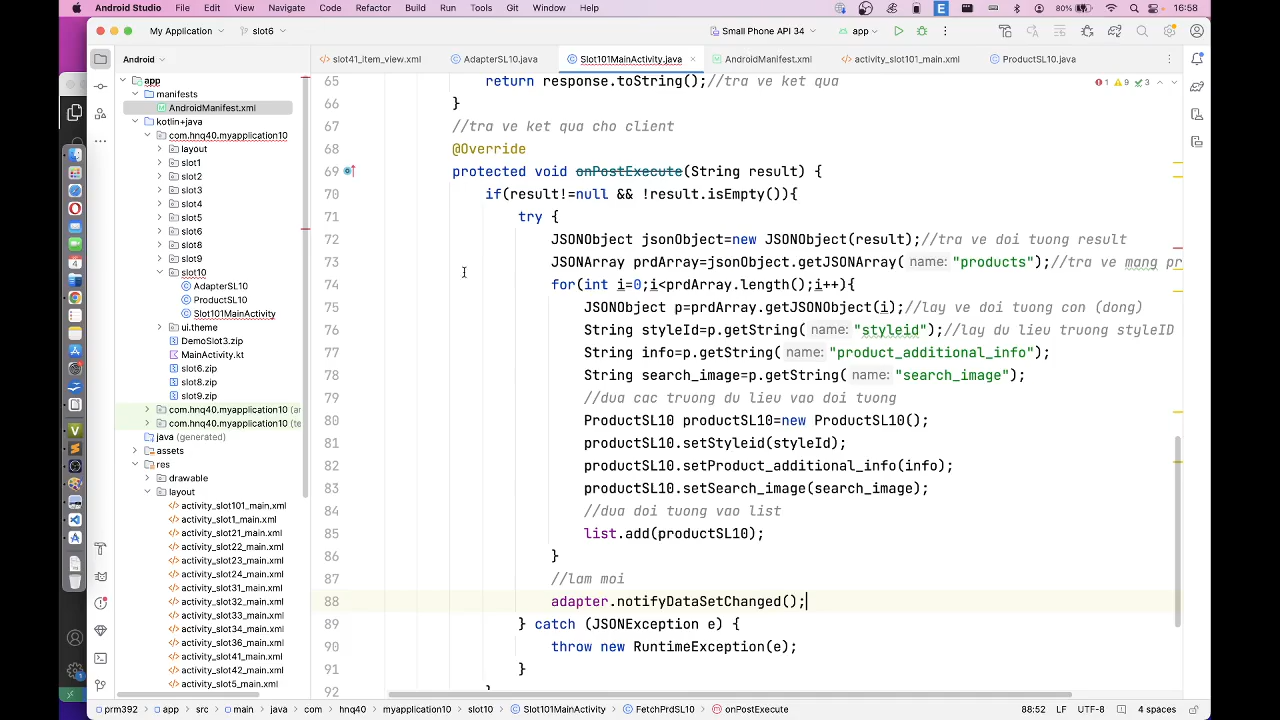 Android Studio File Edit View Navigate Code Refactor Build Run Tools Git Window Help 80% 16:58
My Application slot6 Small Phone API 34 app
Android
slot41_item_view.xml AdapterSL10.java Slot101MainActivity.java AndroidManifest.xml activity_slot101_main.xml ProductSL10.java
app
manifests
AndroidManifest.xml
kotlin+java
com.hnq40.myapplication10
layout
slot1
slot2
slot3
slot4
slot5
slot6
slot8
slot9
slot10
AdapterSL10
ProductSL10
Slot101MainActivity
ui.theme
DemoSlot3.zip
MainActivity.kt
slot6.zip
slot8.zip
slot9.zip
com.hnq40.myapplication10 (ar
com.hnq40.myapplication10 (te
java (generated)
assets
res
drawable
layout
activity_slot101_main.xml
activity_slot1_main.xml
activity_slot21_main.xml
activity_slot22_main.xml
activity_slot23_main.xml
activity_slot24_main.xml
activity_slot31_main.xml
activity_slot32_main.xml
activity_slot33_main.xml
activity_slot34_main.xml
activity_slot36_main.xml
activity_slot41_main.xml
activity_slot42_main.xml
activity_slot5_main.xml
1 9 3
65 return response.toString();//tra ve ket qua
66 }
67 //tra ve ket qua cho client
68 @Override
69 protected void onPostExecute(String result) {
70 if(result!=null && !result.isEmpty()){
71 try {
72 JSONObject jsonObject=new JSONObject(result);//tra ve doi tuong result
73 JSONArray prdArray=jsonObject.getJSONArray( name: "products");//tra ve mang pr
74 for(int i=0;i<prdArray.length();i++){
75 JSONObject p=prdArray.getJSONObject(i);//lay ve doi tuong con (dong)
76 String styleId=p.getString( name: "styleid");//lay du lieu truong styleID
77 String info=p.getString( name: "product_additional_info");
78 String search_image=p.getString( name: "search_image");
79 //dua cac truong du lieu vao doi tuong
80 ProductSL10 productSL10=new ProductSL10();
81 productSL10.setStyleid(styleId);
82 productSL10.setProduct_additional_info(info);
83 productSL10.setSearch_image(search_image);
84 //dua doi tuong vao list
85 list.add(productSL10);
86 }
87 //lam moi
88 adapter.notifyDataSetChanged();
89 } catch (JSONException e) {
90 throw new RuntimeException(e);
91 }
92
prm392 app src main java com hnq40 myapplication10 slot10 Slot101MainActivity FetchPrdSL10 onPostExecute 88:52 LF UTF-8 4 spaces